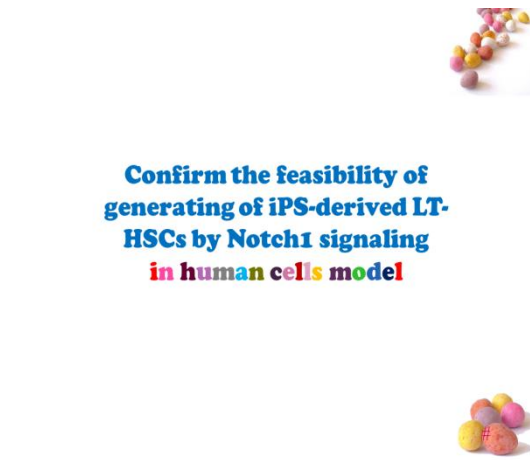 Confirm the feasibility of
generating of iPS-derived LT-
HSCs by Notch1 signaling
in human cells model
#